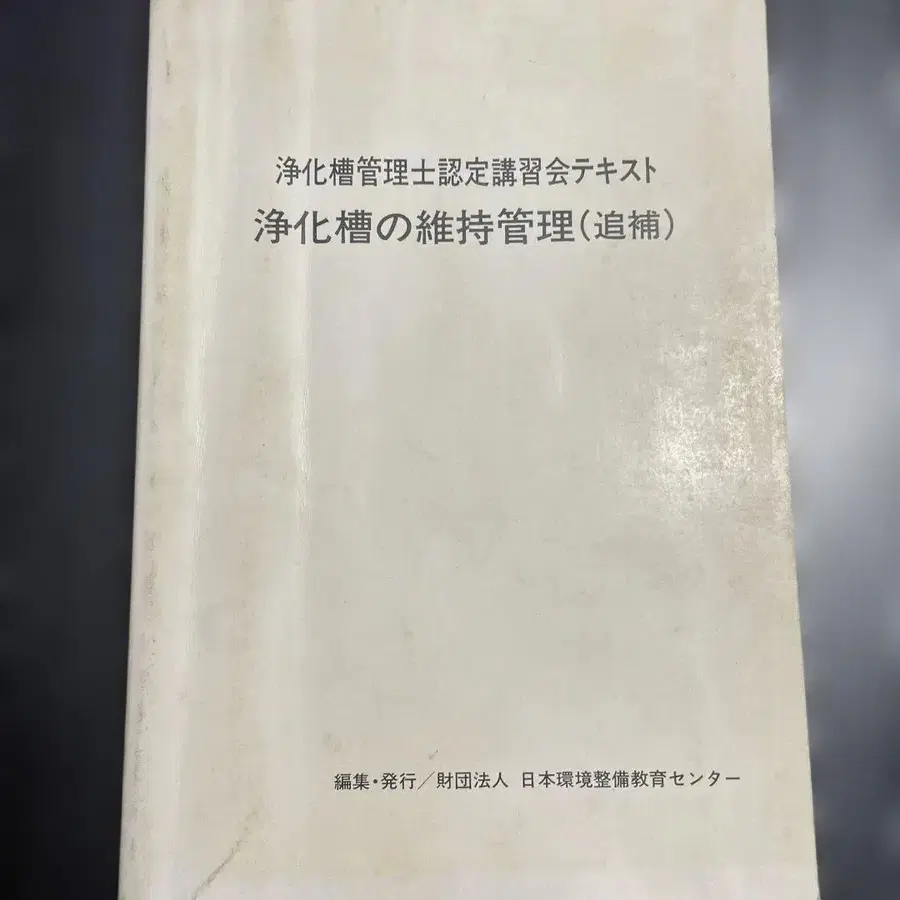 浄化槽管理士認定講習会テキスト
浄化槽の維持管理(追補)
編集・発行/財団法人 日本環境整備教育センター